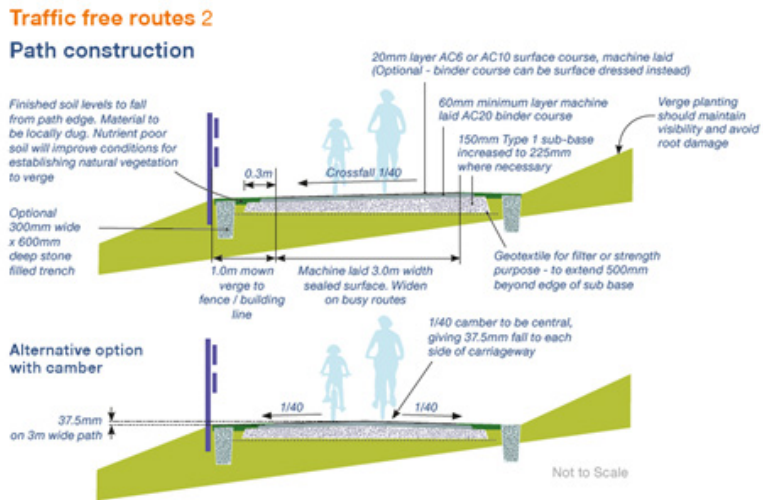 Traffic free routes 2
Path construction
20mm layer AC6 or AC10 surface course, machine laid
(Optional - binder course can be surface dressed instead)
Finished soil levels to fall
from path edge. Material to
be locally dug. Nutrient poor
soil will improve conditions for
establishing natural vegetation
to verge
60mm minimum layer machine
laid AC20 binder course
Verge planting
should maintain
visibility and avoid
root damage
150mm Type 1 sub-base
increased to 225mm
where necessary
0.3m
Crossfall 1/40
Optional
300mm wide
x 600mm
deep stone
filled trench
1.0m mown
verge to
fence / building
line
Machine laid 3.0m width
sealed surface. Widen
on busy routes
Geotextile for filter or strength
purpose - to extend 500mm
beyond edge of sub base
Alternative option
with camber
1/40 camber to be central,
giving 37.5mm fall to each
side of carriageway
1/40
1/40
37.5mm
on 3m wide path
Not to Scale